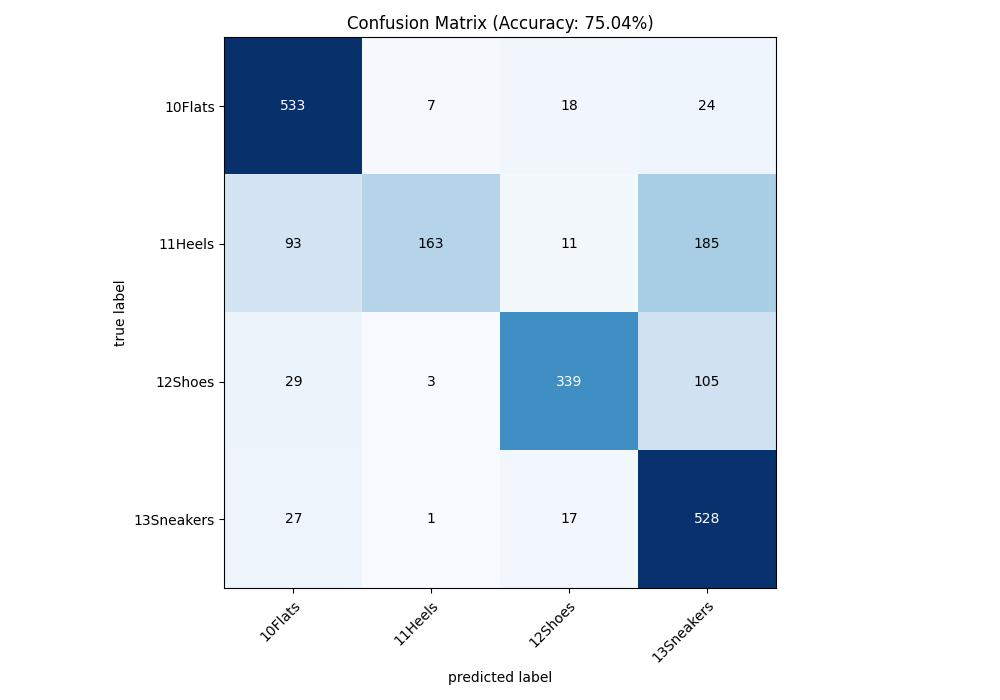 Confusion Matrix (Accuracy: 75.04%)
10Flats 533 7 18 24
11Heels 93 163 11 185
true label
12Shoes 29 3 339 105
13Sneakers 27 1 17 528
10Flats 11Heels 12Shoes 13Sneakers
predicted label